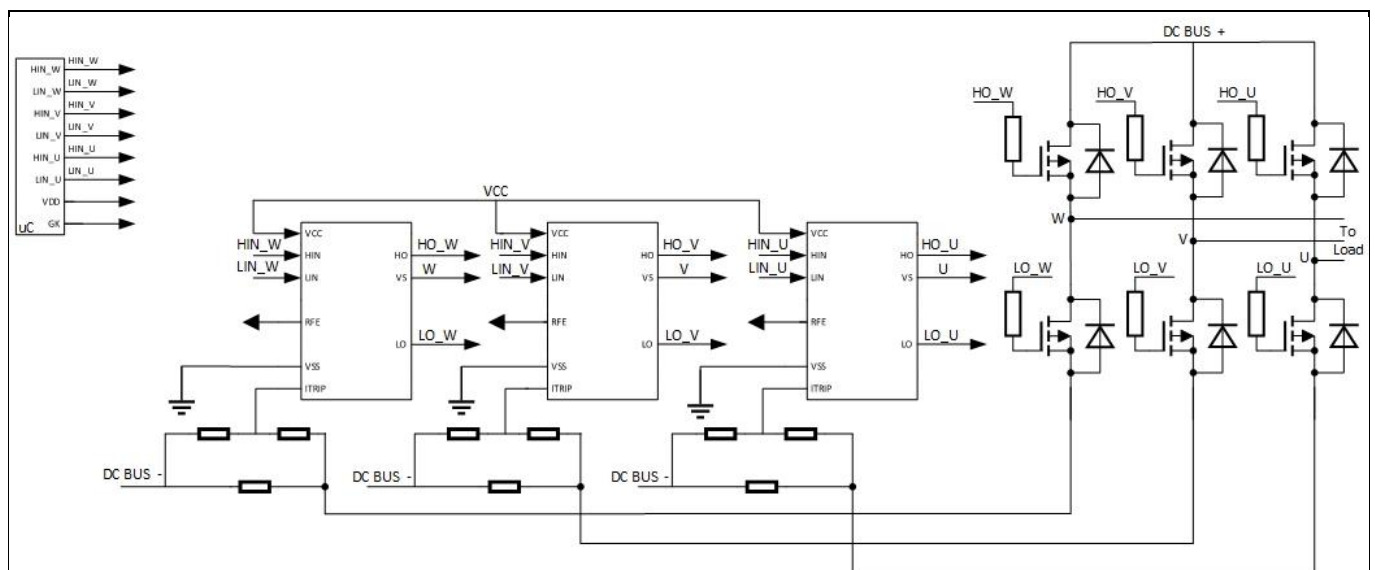 DC BUS +
HIN_W HIN_W
LIN_W LIN_W
HIN_V HIN_V
LIN_V LIN_V
HIN_U HIN_U
LIN_U LIN_U
VDD
GK
uC
HO_W HO_V HO_U
VCC
VCC VCC VCC
HIN_W HIN HO HO_W HIN_V HIN HO HO_V HIN_U HIN HO HO_U
LIN_W LIN VS W LIN_V LIN VS V LIN_U LIN VS U
W
V
U
To
Load
LO_W LO_V LO_U
RFE RFE RFE
LO LO_W LO LO_V LO LO_U
VSS VSS VSS
ITRIP ITRIP ITRIP
DC BUS - DC BUS - DC BUS -